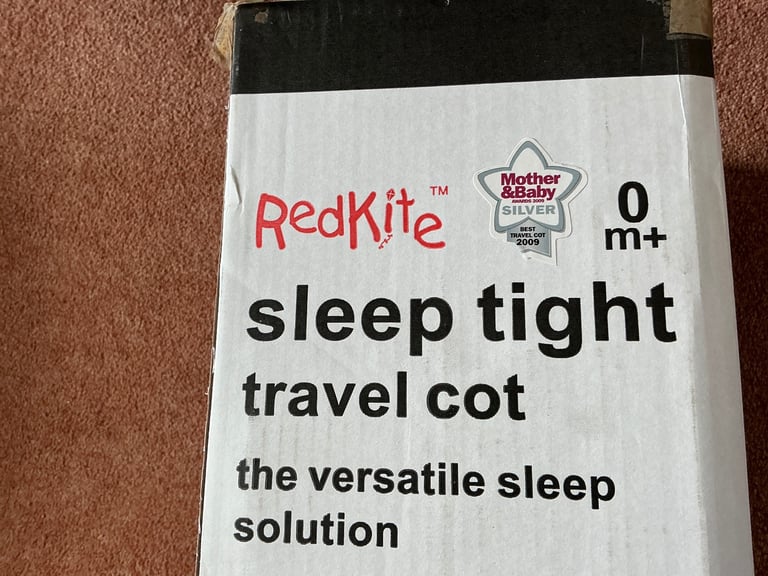 RedKite™
Mother
&Baby
AWARDS 2009
SILVER
BEST
TRAVEL COT
2009
0
m+
sleep tight
travel cot
the versatile sleep
solution